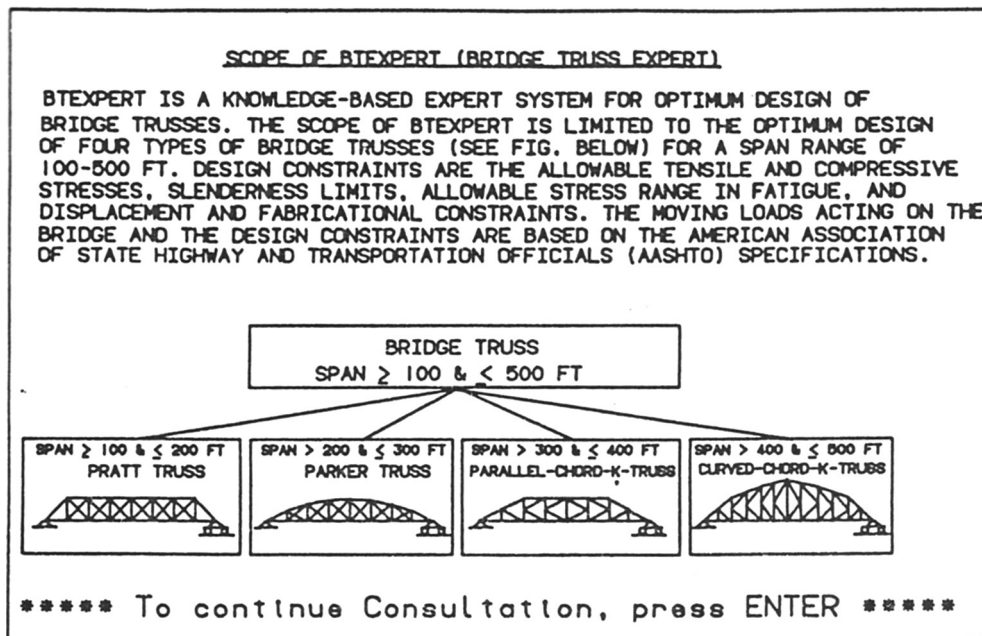 SCOPE OF BTEXPERT (BRIDGE TRUSS EXPERT)
BTEXPERT IS A KNOWLEDGE-BASED EXPERT SYSTEM FOR OPTIMUM DESIGN OF
BRIDGE TRUSSES. THE SCOPE OF BTEXPERT IS LIMITED TO THE OPTIMUM DESIGN
OF FOUR TYPES OF BRIDGE TRUSSES (SEE FIG. BELOW) FOR A SPAN RANGE OF
100-500 FT. DESIGN CONSTRAINTS ARE THE ALLOWABLE TENSILE AND COMPRESSIVE
STRESSES, SLENDERNESS LIMITS, ALLOWABLE STRESS RANGE IN FATIGUE, AND
DISPLACEMENT AND FABRICATIONAL CONSTRAINTS. THE MOVING LOADS ACTING ON THE
BRIDGE AND THE DESIGN CONSTRAINTS ARE BASED ON THE AMERICAN ASSOCIATION
OF STATE HIGHWAY AND TRANSPORTATION OFFICIALS (AASHTO) SPECIFICATIONS.
BRIDGE TRUSS
SPAN ≥ 100 & ≤ 500 FT
SPAN ≥ 100 & ≤ 200 FT
PRATT TRUSS
SPAN > 200 & ≤ 300 FT
PARKER TRUSS
SPAN > 300 & ≤ 400 FT
PARALLEL-CHORD-K-TRUSS
SPAN > 400 & ≤ 500 FT
CURVED-CHORD-K-TRUSS
***** To continue Consultation, press ENTER *****